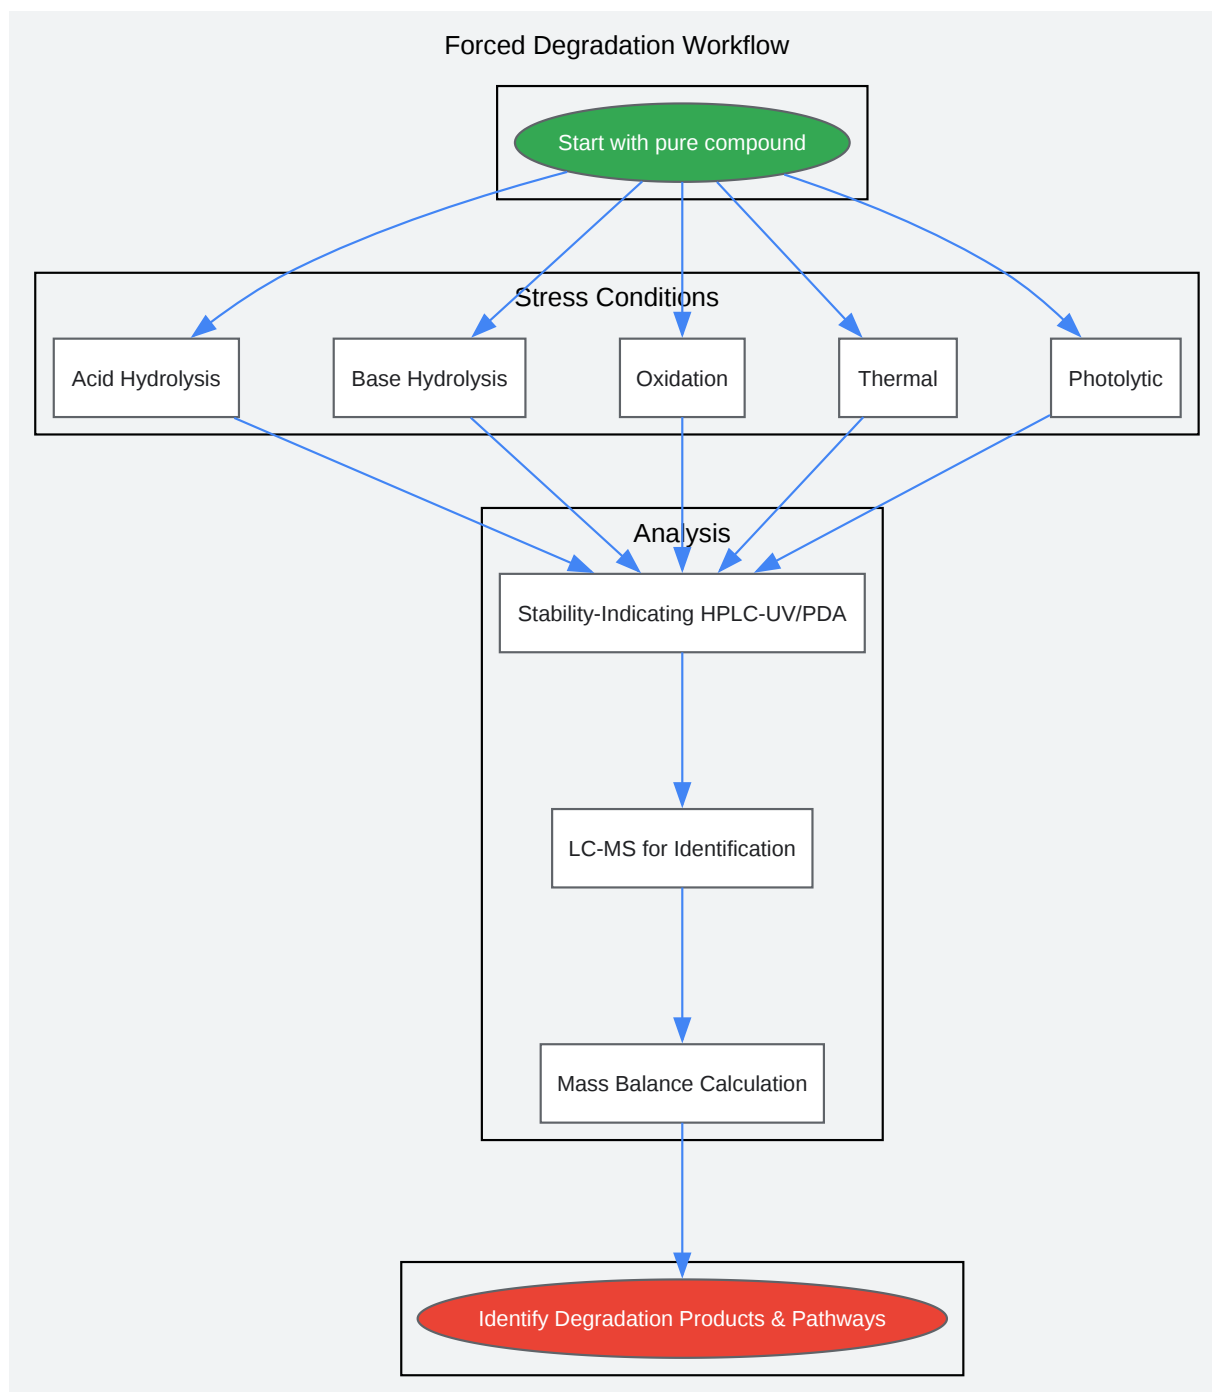 Forced Degradation Workflow
Start with pure compound
Stress Conditions
Acid Hydrolysis
Base Hydrolysis
Oxidation
Thermal
Photolytic
Analysis
Stability-Indicating HPLC-UV/PDA
LC-MS for Identification
Mass Balance Calculation
Identify Degradation Products & Pathways